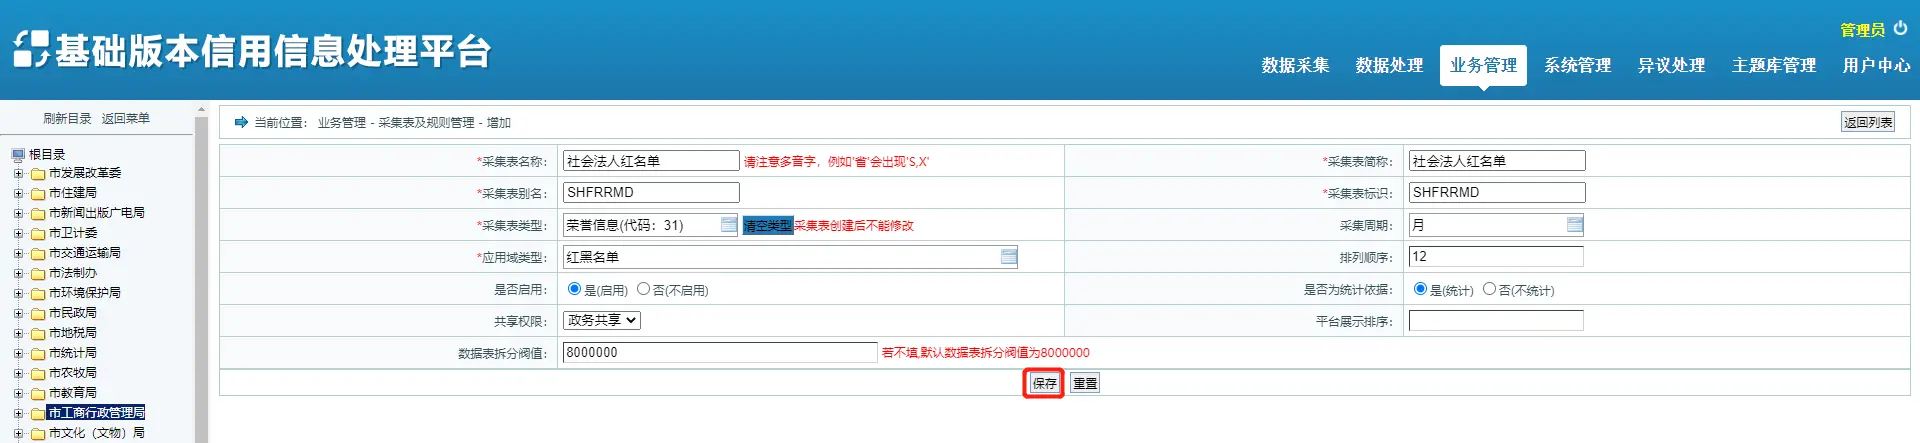 基础版本信用信息处理平台
管理员
数据采集 数据处理 业务管理 系统管理 异议处理 主题库管理 用户中心
刷新目录 返回菜单
根目录
市发展改革委
市住建局
市新闻出版广电局
市卫计委
市交通运输局
市法制办
市环境保护局
市民政局
市地税局
市统计局
市农牧局
市教育局
市工商行政管理局
市文化（文物）局
当前位置： 业务管理 - 采集表及规则管理 - 增加 返回列表
*采集表名称： 社会法人红名单 请注意多音字，例如'省'会出现'S,X' *采集表简称： 社会法人红名单
*采集表别名： SHFRRMD *采集表标识： SHFRRMD
*采集表类型： 荣誉信息(代码：31) 清空类型 采集表创建后不能修改 采集周期： 月
*应用域类型： 红黑名单 排列顺序： 12
是否启用： 是(启用) 否(不启用) 是否为统计依据： 是(统计) 否(不统计)
共享权限： 政务共享 平台展示排序：
数据表拆分阀值： 8000000 若不填,默认数据表拆分阀值为8000000
保存 重置